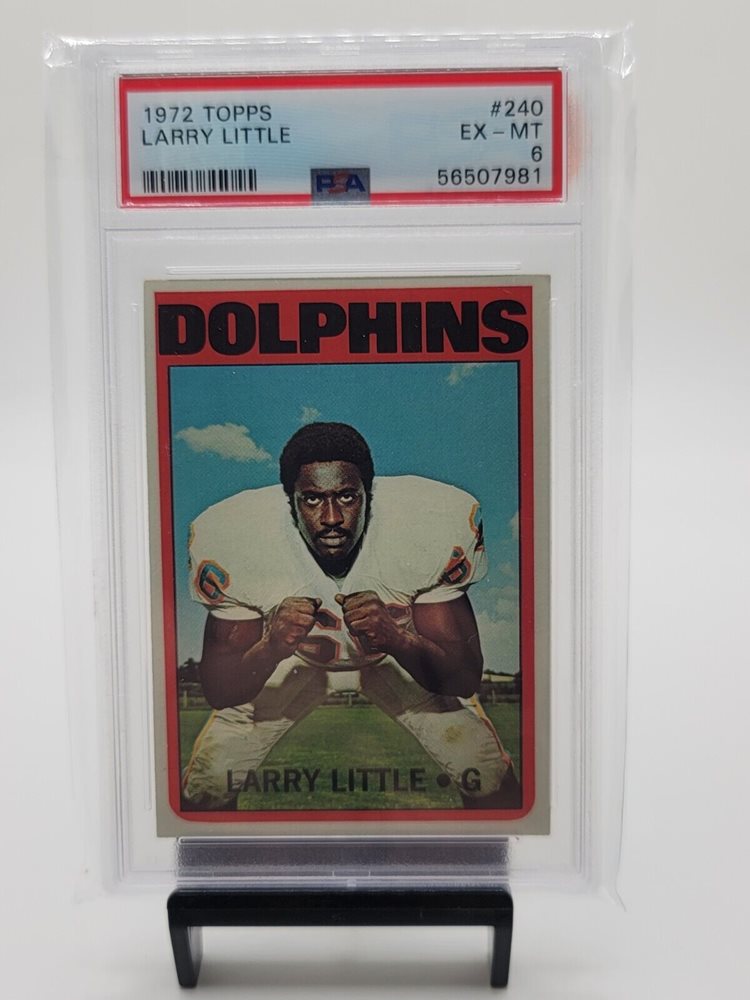 1972 TOPPS
LARRY LITTLE
#240
EX-MT
6
56507981
PSA
DOLPHINS
LARRY LITTLE • G